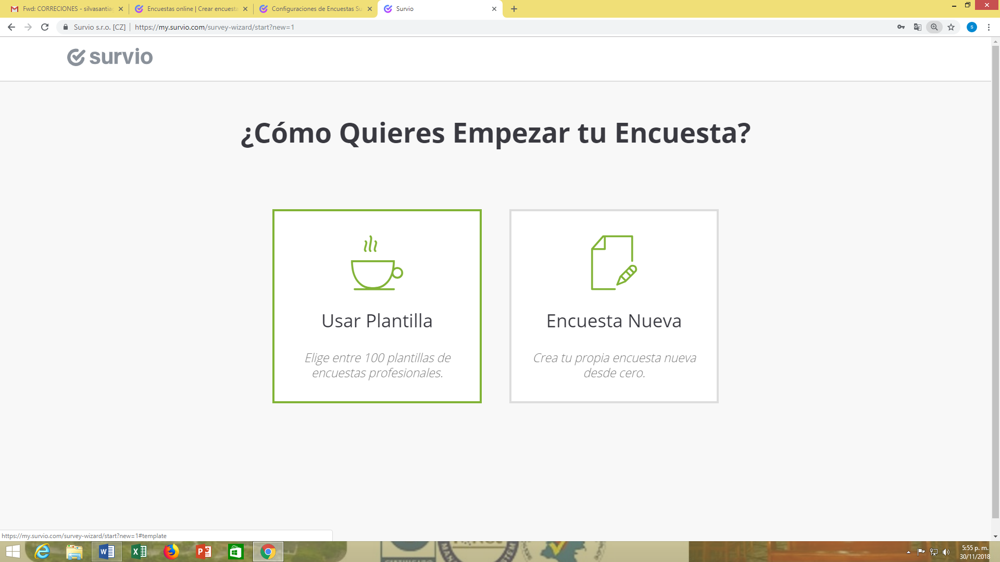 Fwd: CORRECIONES - silvasantiag
Encuestas online | Crear encuesta
Configuraciones de Encuestas Su
Survio
Survio s.r.o. [CZ]
https://my.survio.com/survey-wizard/start?new=1
s
survio
¿Cómo Quieres Empezar tu Encuesta?
Usar Plantilla
Elige entre 100 plantillas de
encuestas profesionales.
Encuesta Nueva
Crea tu propia encuesta nueva
desde cero.
https://my.survio.com/survey-wizard/start?new=1#template
5:55 p. m.
30/11/2018